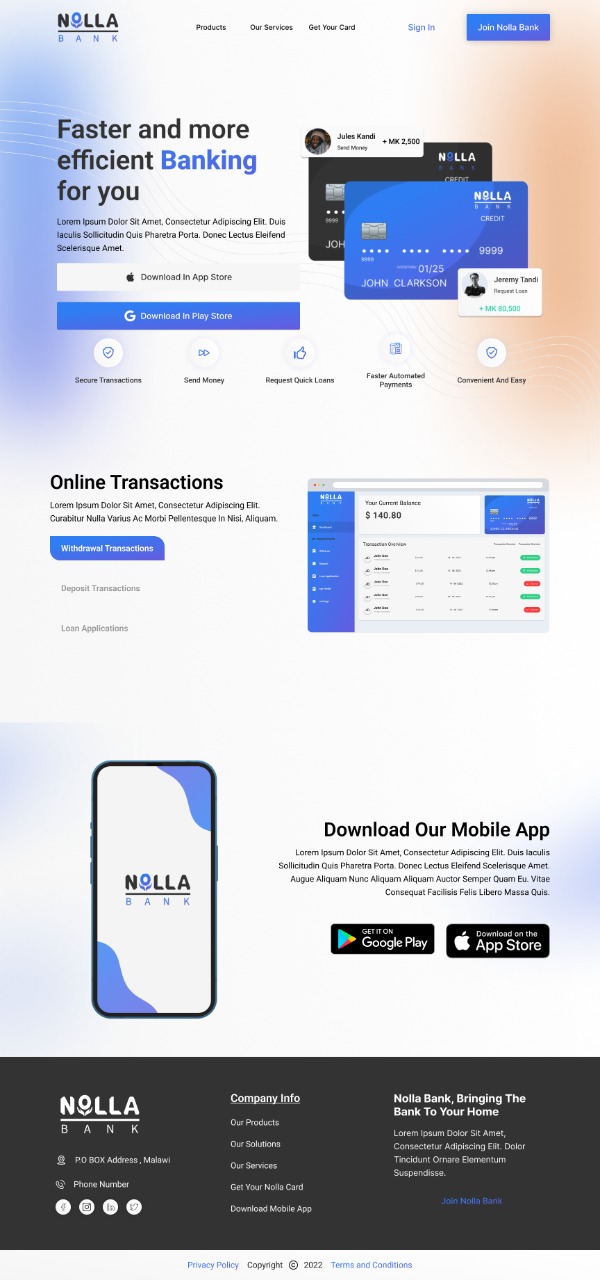 NOLLA
BANK
Products
Our Services
Get Your Card
Sign In
Join Nolla Bank
Faster and more
efficient Banking
for you
Lorem Ipsum Dolor Sit Amet, Consectetur Adipiscing Elit. Duis
Iaculis Sollicitudin Quis Pharetra Porta. Donec Lectus Eleifend
Scelerisque Amet.
Download In App Store
Download In Play Store
Jules Kandi
Send Money
+ MK 2,500
NOLLA
CREDIT
9999
JOH
NOLLA
BANK
CREDIT
9999
9999
01/25
JOHN CLARKSON
Jeremy Tandi
Request Loan
+ MK 80,500
Secure Transactions
Send Money
Request Quick Loans
Faster Automated
Payments
Convenient And Easy
Online Transactions
Lorem Ipsum Dolor Sit Amet, Consectetur Adipiscing Elit.
Curabitur Nulla Varius Ac Morbi Pellentesque In Nisi, Aliquam.
Withdrawal Transactions
Deposit Transactions
Loan Applications
NOLLA
Your Current Balance
$ 140.80
NOLLA
Transaction Overview
Download Our Mobile App
Lorem Ipsum Dolor Sit Amet, Consectetur Adipiscing Elit. Duis Iaculis
Sollicitudin Quis Pharetra Porta. Donec Lectus Eleifend Scelerisque Amet.
Augue Aliquam Nunc Aliquam Aliquam Auctor Semper Quam Eu. Vitae
Consequat Facilisis Felis Libero Massa Quis.
GET IT ON
Google Play
Download on the
App Store
NOLLA
BANK
NOLLA
BANK
P.O BOX Address , Malawi
Phone Number
Company Info
Our Products
Our Solutions
Our Services
Get Your Nolla Card
Download Mobile App
Nolla Bank, Bringing The
Bank To Your Home
Lorem Ipsum Dolor Sit Amet,
Consectetur Adipiscing Elit. Dolor
Tincidunt Ornare Elementum
Suspendisse.
Join Nolla Bank
Privacy Policy Copyright © 2022 Terms and Conditions